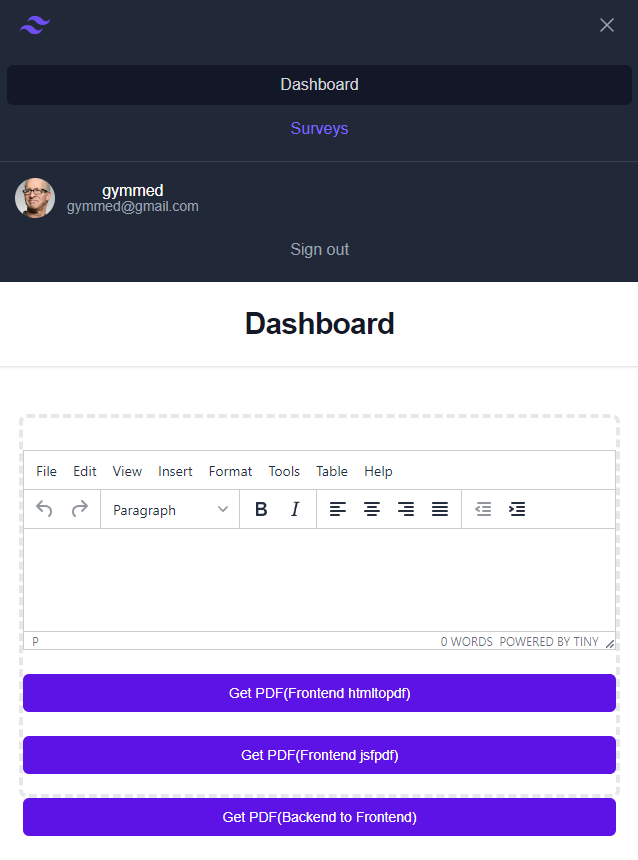 Dashboard
Surveys
gymmed
gymmed@gmail.com
Sign out
Dashboard
File Edit View Insert Format Tools Table Help
Paragraph B I
P 0 WORDS POWERED BY TINY
Get PDF(Frontend htmltopdf)
Get PDF(Frontend jsfpdf)
Get PDF(Backend to Frontend)